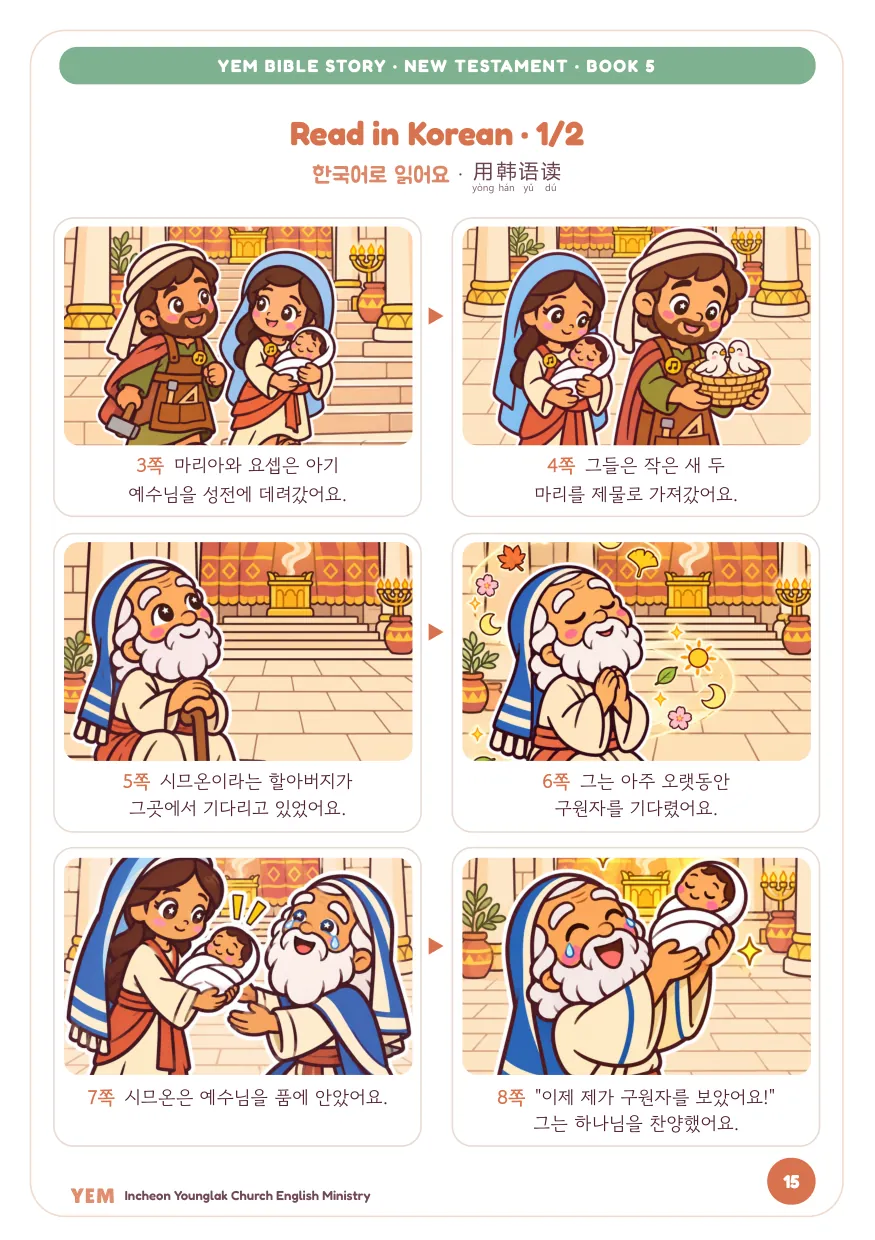 YEM BIBLE STORY · NEW TESTAMENT · BOOK 5
Read in Korean · 1/2
한국어로 읽어요 · 用韩语读
yòng hán yǔ dú
3쪽 마리아와 요셉은 아기
예수님을 성전에 데려갔어요.
4쪽 그들은 작은 새 두
마리를 제물로 가져갔어요.
5쪽 시므온이라는 할아버지가
그곳에서 기다리고 있었어요.
6쪽 그는 아주 오랫동안
구원자를 기다렸어요.
7쪽 시므온은 예수님을 품에 안았어요.
8쪽 "이제 제가 구원자를 보았어요!"
그는 하나님을 찬양했어요.
YEM Incheon Younglak Church English Ministry
15